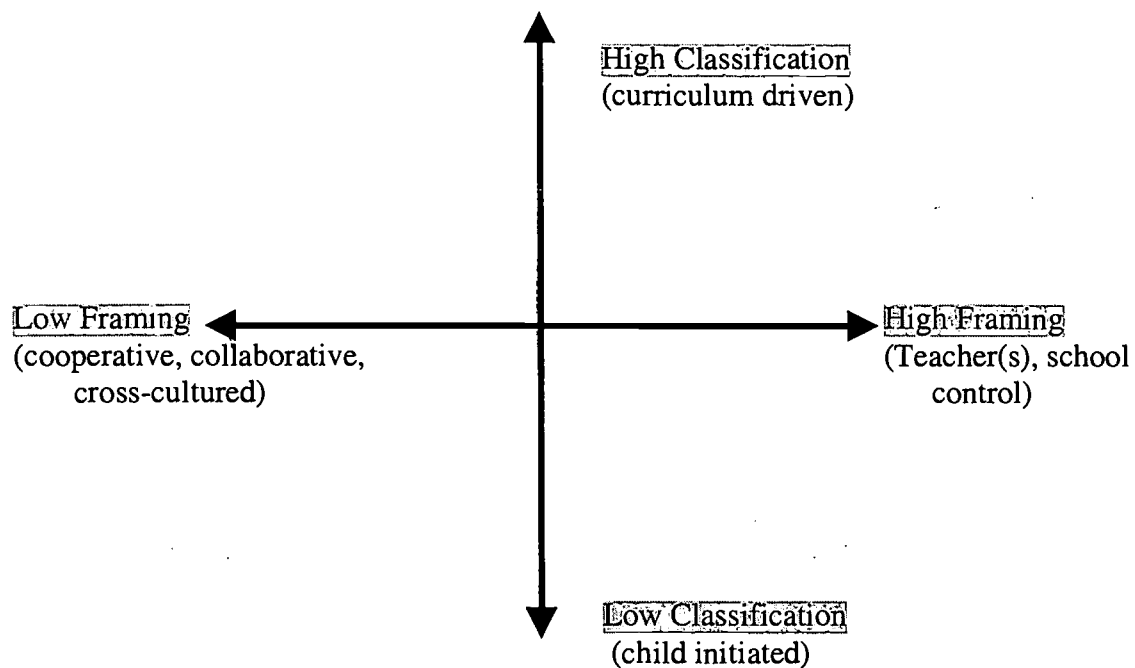 High Classification
(curriculum driven)
Low Framing
(cooperative, collaborative,
cross-cultured)
High Framing
(Teacher(s), school
control)
Low Classification
(child initiated)